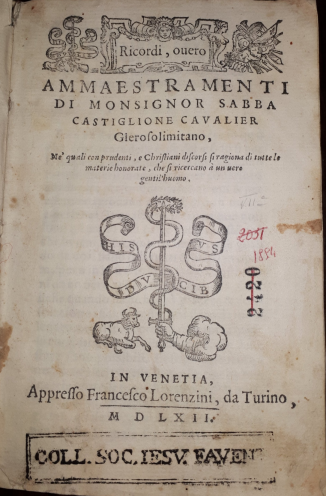 Ricordi, ouero
AMMAESTRAMENTI
DI MONSIGNOR SABBA
CASTIGLIONE CAVALIER
Gierosolimitano,
Ne' quali con prudenti, e Christiani discorsi si ragiona di tutte le
materie honorate, che si ricercano à un uero
gentil'huomo.
2051
1884
2420
HIS
VS
DIBVS
CIB
IN VENETIA,
Appresso Francesco Lorenzini, da Turino,
M D LXII.
COLL. SOC. IESV. FAVENT